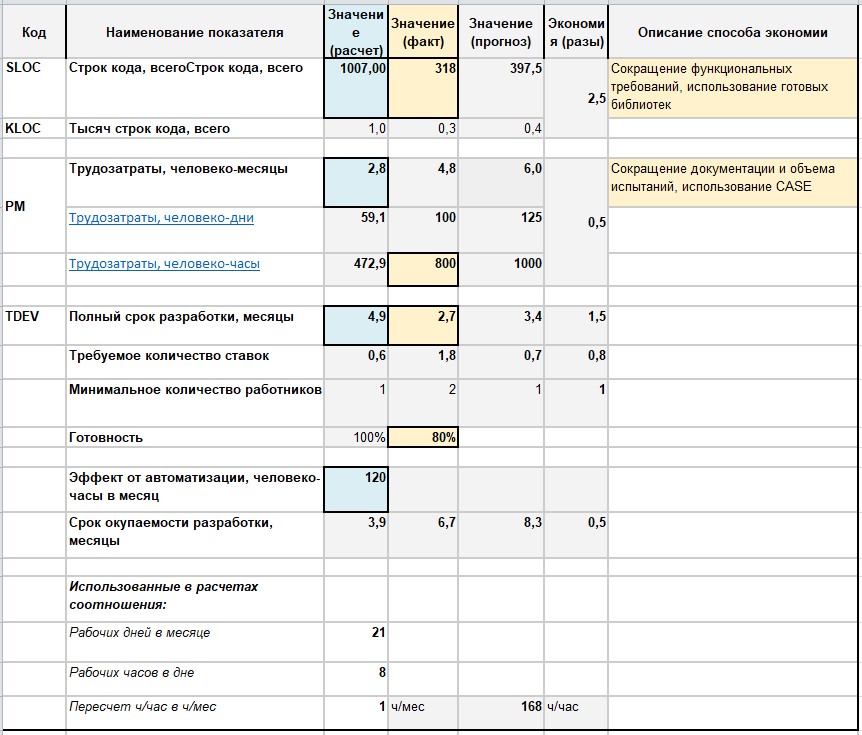 Код Наименование показателя Значени е (расчет) Значение (факт) Значение (прогноз) Экономи я (разы) Описание способа экономии
SLOC Строк кода, всегоСтрок кода, всего 1007,00 318 397,5 2,5 Сокращение функциональных
требований, использование готовых
библиотек
KLOC Тысяч строк кода, всего 1,0 0,3 0,4
PM Трудозатраты, человеко-месяцы 2,8 4,8 6,0 0,5 Сокращение документации и объема
испытаний, использование CASE
Трудозатраты, человеко-дни 59,1 100 125
Трудозатраты, человеко-часы 472,9 800 1000
TDEV Полный срок разработки, месяцы 4,9 2,7 3,4 1,5
Требуемое количество ставок 0,6 1,8 0,7 0,8
Минимальное количество работников 1 2 1 1
Готовность 100% 80%
Эффект от автоматизации, человеко-
часы в месяц 120
Срок окупаемости разработки,
месяцы 3,9 6,7 8,3 0,5
Использованные в расчетах
соотношения:
Рабочих дней в месяце 21
Рабочих часов в дне 8
Пересчет ч/час в ч/мес 1 ч/мес 168 ч/час